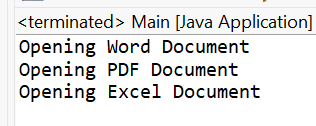 <terminated> Main [Java Application]
Opening Word Document
Opening PDF Document
Opening Excel Document